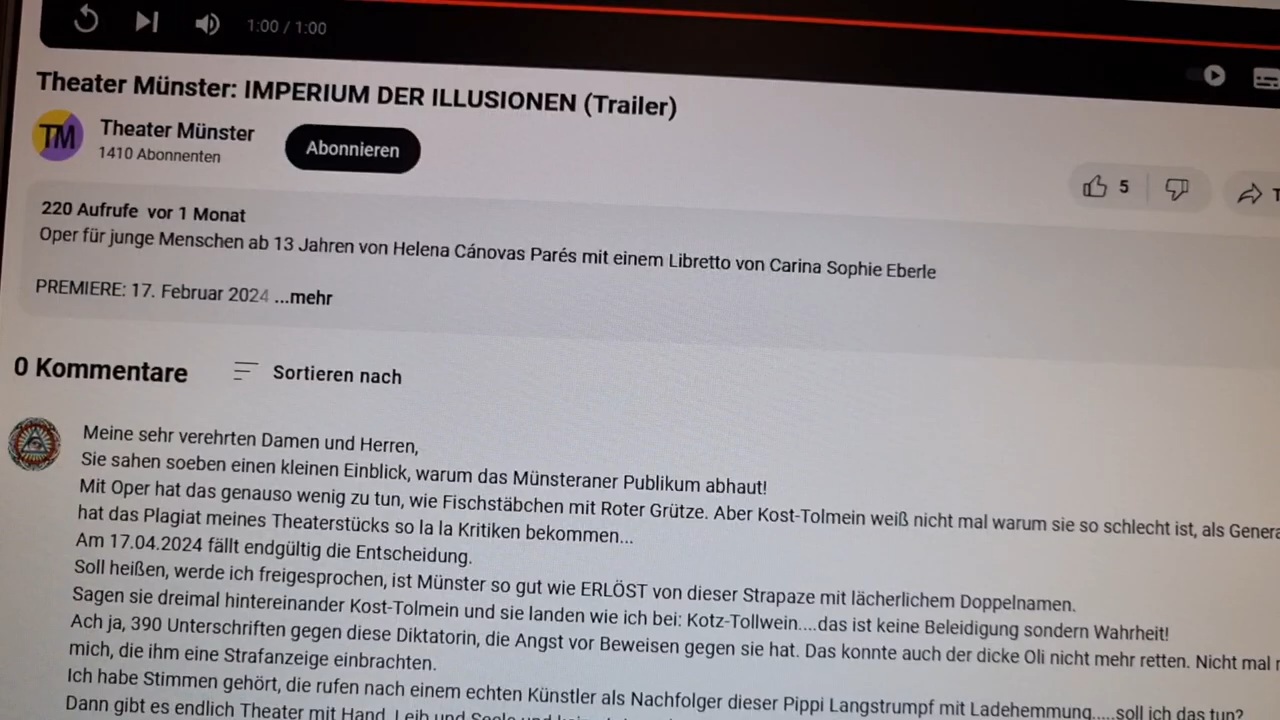 1:00 / 1:00
Theater Münster: IMPERIUM DER ILLUSIONEN (Trailer)
TM
Theater Münster
1410 Abonnenten
Abonnieren
5
T
220 Aufrufe vor 1 Monat
Oper für junge Menschen ab 13 Jahren von Helena Cánovas Parés mit einem Libretto von Carina Sophie Eberle
PREMIERE: 17. Februar 2024 ...mehr
0 Kommentare
Sortieren nach
Meine sehr verehrten Damen und Herren,
Sie sahen soeben einen kleinen Einblick, warum das Münsteraner Publikum abhaut!
Mit Oper hat das genauso wenig zu tun, wie Fischstäbchen mit Roter Grütze. Aber Kost-Tolmein weiß nicht mal warum sie so schlecht ist, als Genera
hat das Plagiat meines Theaterstücks so la la Kritiken bekommen...
Am 17.04.2024 fällt endgültig die Entscheidung.
Soll heißen, werde ich freigesprochen, ist Münster so gut wie ERLÖST von dieser Strapaze mit lächerlichem Doppelnamen.
Sagen sie dreimal hintereinander Kost-Tolmein und sie landen wie ich bei: Kotz-Tollwein....das ist keine Beleidigung sondern Wahrheit!
Ach ja, 390 Unterschriften gegen diese Diktatorin, die Angst vor Beweisen gegen sie hat. Das konnte auch der dicke Oli nicht mehr retten. Nicht mal
mich, die ihm eine Strafanzeige einbrachten.
Ich habe Stimmen gehört, die rufen nach einem echten Künstler als Nachfolger dieser Pippi Langstrumpf mit Ladehemmung.....soll ich das tun?
Dann gibt es endlich Theater mit Hand, Leib und Seele und